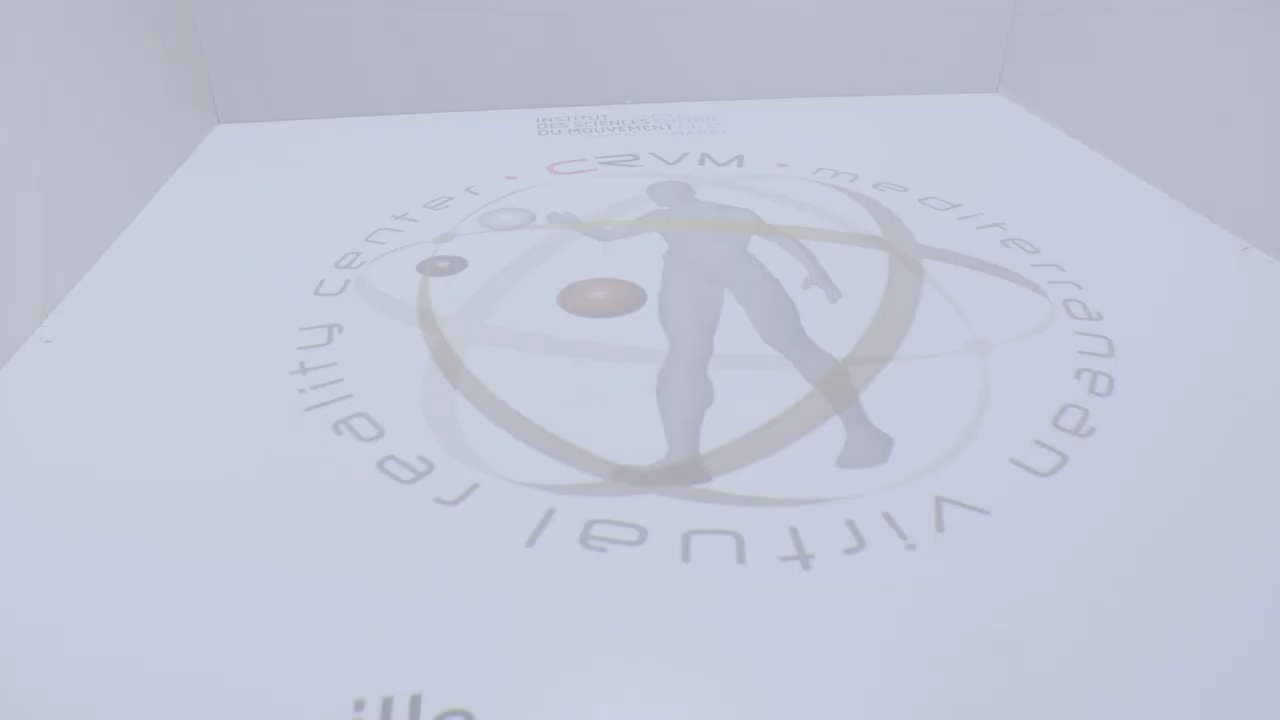 INSTITUT
DES SCIENCES
DU MOUVEMENT
CRVM • mediterranean virtual reality center •